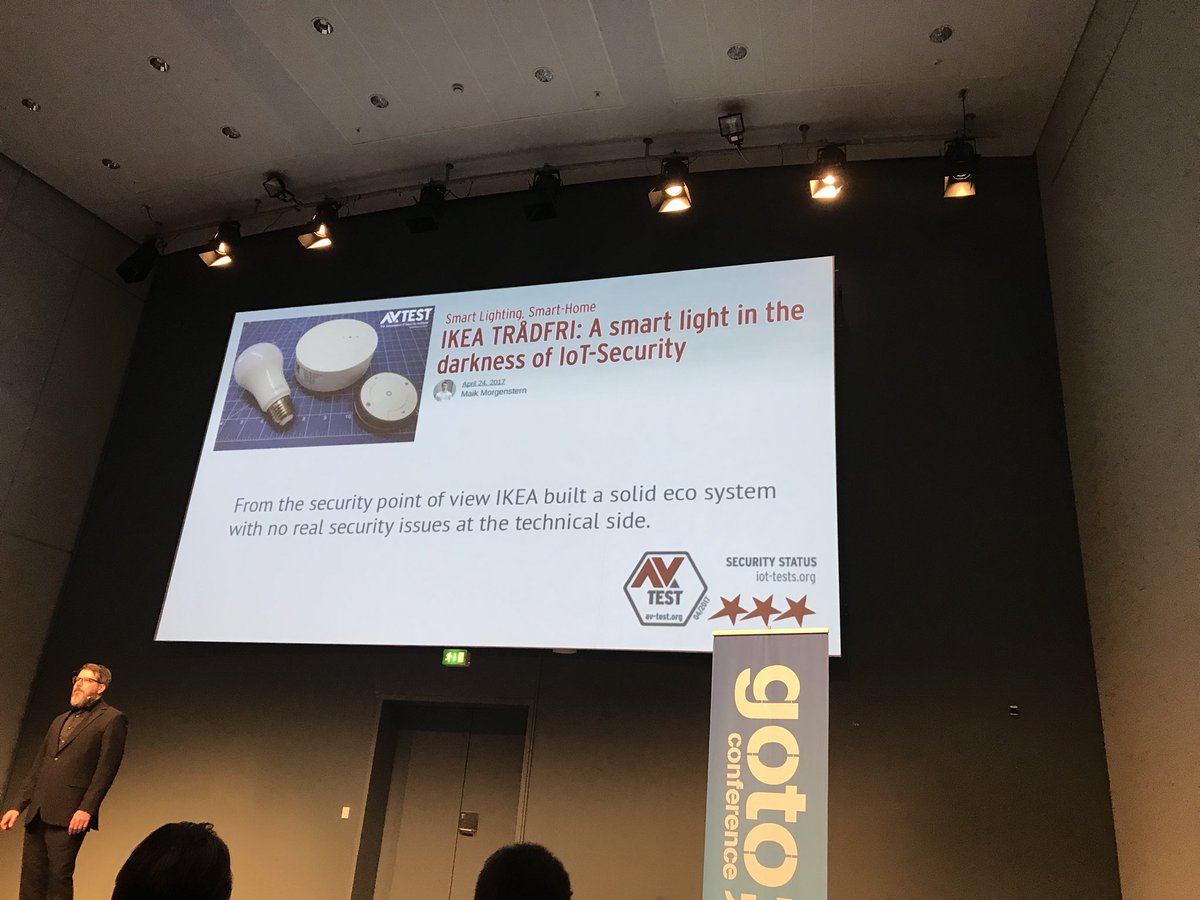 AV TEST
Smart Lighting, Smart-Home
IKEA TRÅDFRI: A smart light in the
darkness of IoT-Security
April 24, 2017
Maik Morgenstern
From the security point of view IKEA built a solid eco system
with no real security issues at the technical side.
AV
TEST
av-test.org
04/2017
SECURITY STATUS
iot-tests.org
goto;
conference